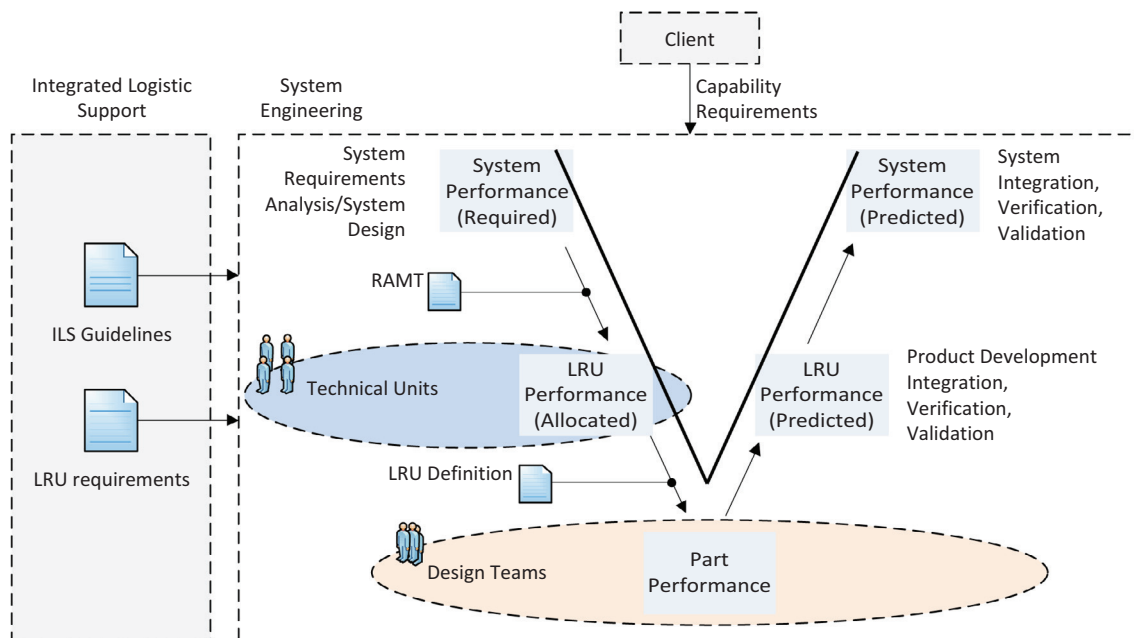 Client
Capability
Requirements
Integrated Logistic
Support
System
Engineering
ILS Guidelines
LRU requirements
System
Requirements
Analysis/System
Design
System
Performance
(Required)
System
Performance
(Predicted)
System
Integration,
Verification,
Validation
RAMT
Technical Units
LRU
Performance
(Allocated)
LRU
Performance
(Predicted)
Product Development
Integration,
Verification,
Validation
LRU Definition
Design Teams
Part
Performance